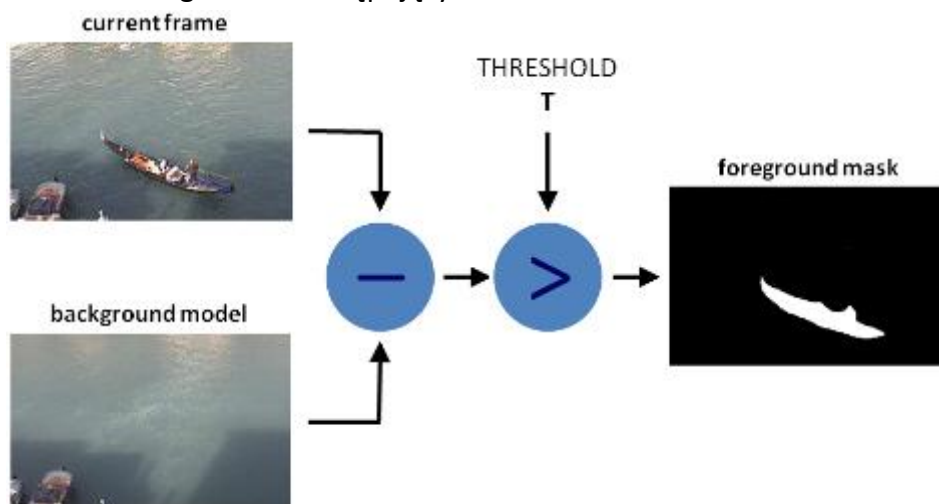 current frame
THRESHOLD
T
foreground mask
−
>
background model